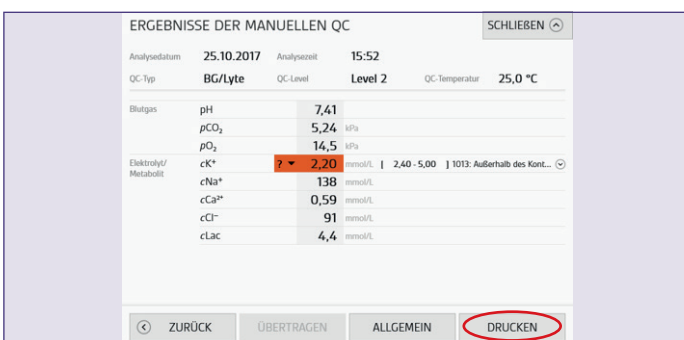 ERGEBNISSE DER MANUELLEN QC SCHLIEßEN
Analysedatum 25.10.2017 Analysezeit 15:52
QC-Typ BG/Lyte QC-Level Level 2 QC-Temperatur 25,0 °C
Blutgas pH 7,41
pCO₂ 5,24 kPa
pO₂ 14,5 kPa
Elektrolyt/ Metabolit cK⁺ ? 2,20 mmol/L [ 2,40 - 5,00 ] 1013: Außerhalb des Kont...
cNa⁺ 138 mmol/L
cCa²⁺ 0,59 mmol/L
cCl⁻ 91 mmol/L
cLac 4,4 mmol/L
ZURÜCK ÜBERTRAGEN ALLGEMEIN DRUCKEN